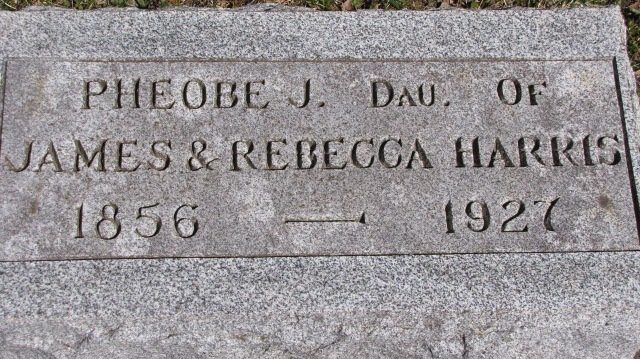 PHEOBE J. DAU. OF
JAMES & REBECCA HARRIS
1856 — 1927